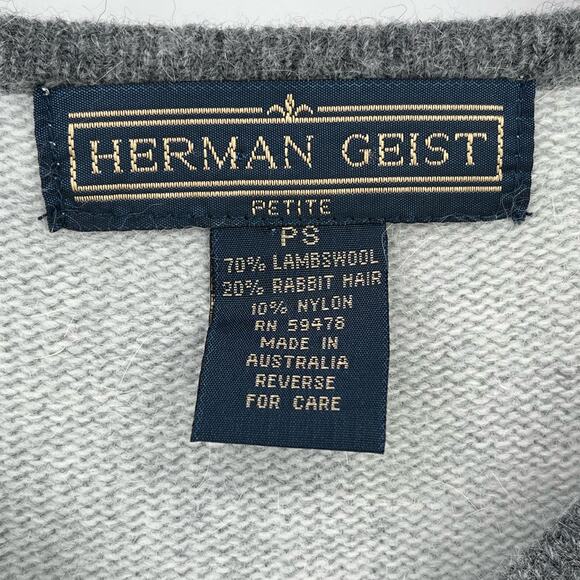 HERMAN GEIST
PETITE
PS
70% LAMBSWOOL
20% RABBIT HAIR
10% NYLON
RN 59478
MADE IN
AUSTRALIA
REVERSE
FOR CARE